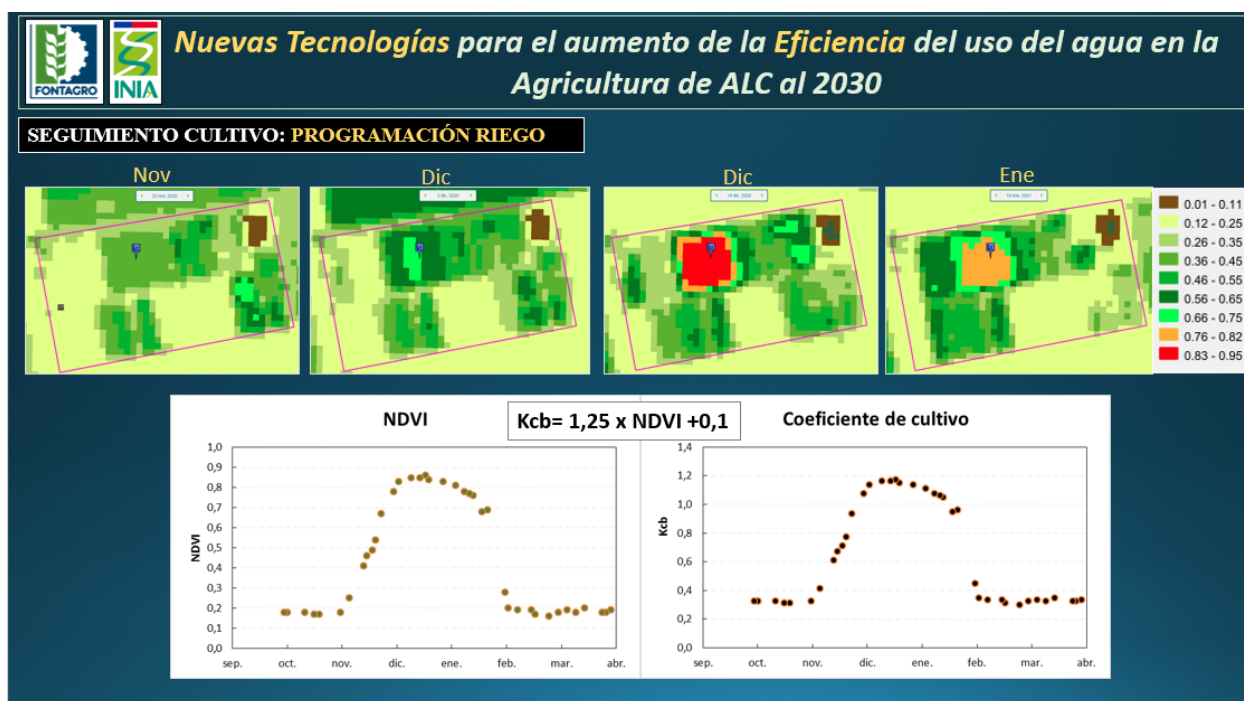 FONTAGRO
INIA
Nuevas Tecnologías para el aumento de la Eficiencia del uso del agua en la
Agricultura de ALC al 2030
SEGUIMIENTO CULTIVO: PROGRAMACIÓN RIEGO
Nov
Dic
Dic
Ene
0.01 - 0.11
0.12 - 0.25
0.26 - 0.35
0.36 - 0.45
0.46 - 0.55
0.56 - 0.65
0.66 - 0.75
0.76 - 0.82
0.83 - 0.95
NDVI
Kcb= 1,25 x NDVI +0,1
Coeficiente de cultivo
NDVI
1,0
0,9
0,8
0,7
0,6
0,5
0,4
0,3
0,2
0,1
0,0
sep. oct. nov. dic. ene. feb. mar. abr.
Kcb
1,4
1,2
1,0
0,8
0,6
0,4
0,2
0,0
sep. oct. nov. dic. ene. feb. mar. abr.